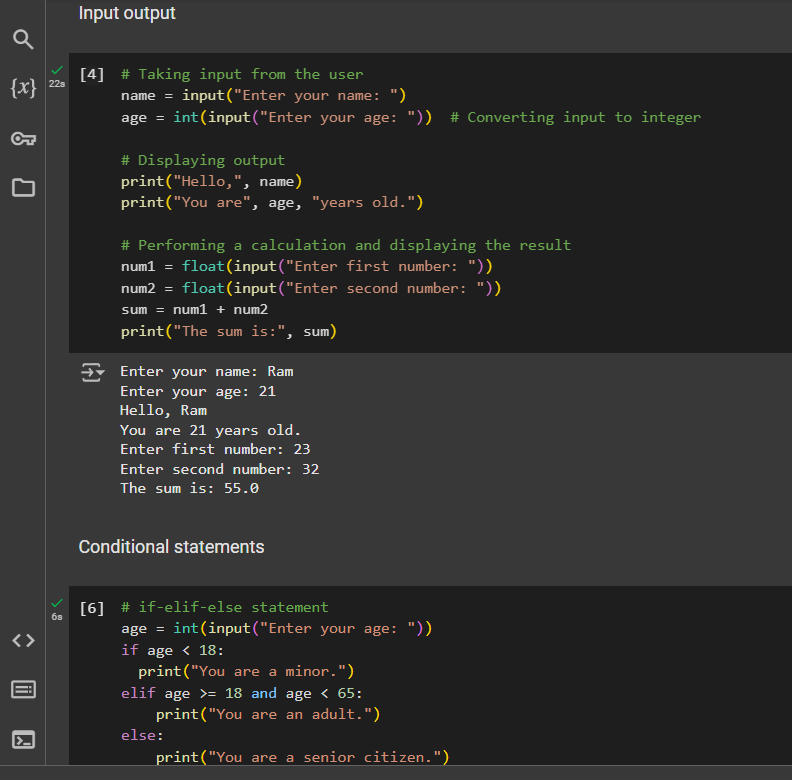 Input output
[4]
22s
# Taking input from the user
name = input("Enter your name: ")
age = int(input("Enter your age: "))  # Converting input to integer
# Displaying output
print("Hello,", name)
print("You are", age, "years old.")
# Performing a calculation and displaying the result
num1 = float(input("Enter first number: "))
num2 = float(input("Enter second number: "))
sum = num1 + num2
print("The sum is:", sum)
Enter your name: Ram
Enter your age: 21
Hello, Ram
You are 21 years old.
Enter first number: 23
Enter second number: 32
The sum is: 55.0
Conditional statements
[6]
6s
# if-elif-else statement
age = int(input("Enter your age: "))
if age < 18:
  print("You are a minor.")
elif age >= 18 and age < 65:
    print("You are an adult.")
else:
    print("You are a senior citizen.")
{x}